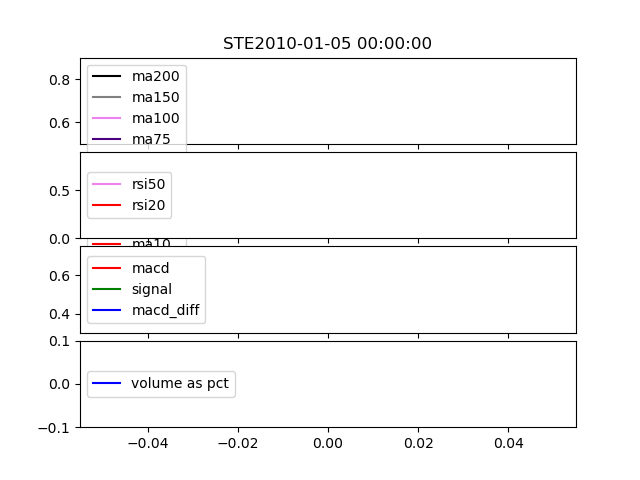 STE2010-01-05 00:00:00
0.8
0.6
ma200
ma150
ma100
ma75
0.5
0.0
rsi50
rsi20
ma10
0.6
0.4
macd
signal
macd_diff
0.1
0.0
−0.1
volume as pct
−0.04 −0.02 0.00 0.02 0.04